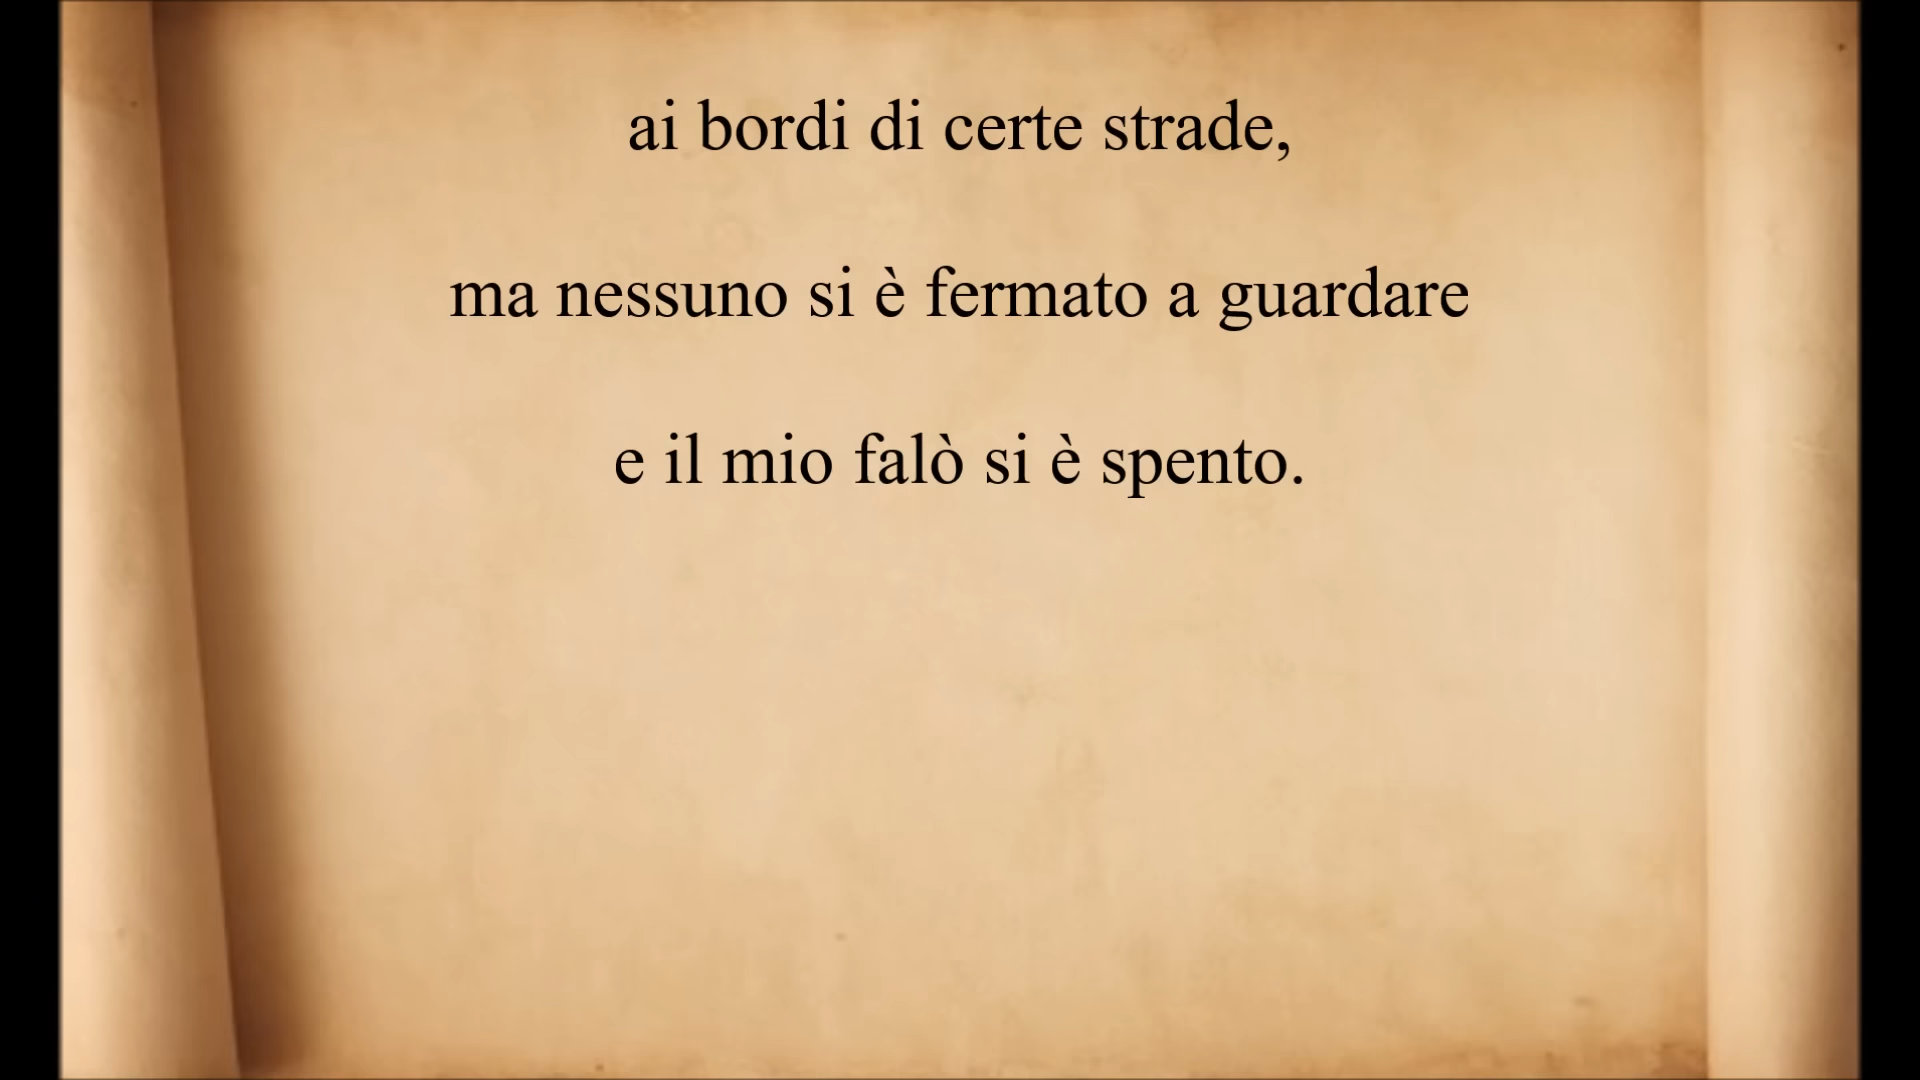 ai bordi di certe strade,
ma nessuno si è fermato a guardare
e il mio falò si è spento.